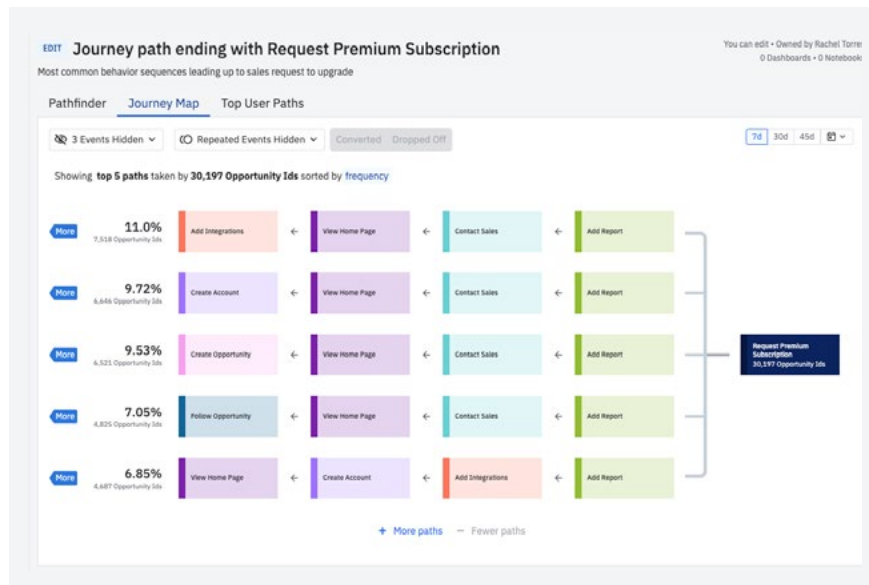 EDIT Journey path ending with Request Premium Subscription
You can edit • Owned by Rachel Torre
0 Dashboards • 0 Notebook
Most common behavior sequences leading up to sales request to upgrade
Pathfinder Journey Map Top User Paths
3 Events Hidden Repeated Events Hidden Converted Dropped Off 7d 30d 45d
Showing top 5 paths taken by 30,197 Opportunity Ids sorted by frequency
More 11.0% Add Integrations ← View Home Page ← Contact Sales ← Add Report
7,518 Opportunity Ids
More 9.72% Create Account ← View Home Page ← Contact Sales ← Add Report
6,646 Opportunity Ids
More 9.53% Create Opportunity ← View Home Page ← Contact Sales ← Add Report
6,521 Opportunity Ids
Request Premium
Subscription
30,197 Opportunity Ids
More 7.05% Follow Opportunity ← View Home Page ← Contact Sales ← Add Report
4,825 Opportunity Ids
More 6.85% View Home Page ← Create Account ← Add Integrations ← Add Report
4,687 Opportunity Ids
+ More paths − Fewer paths